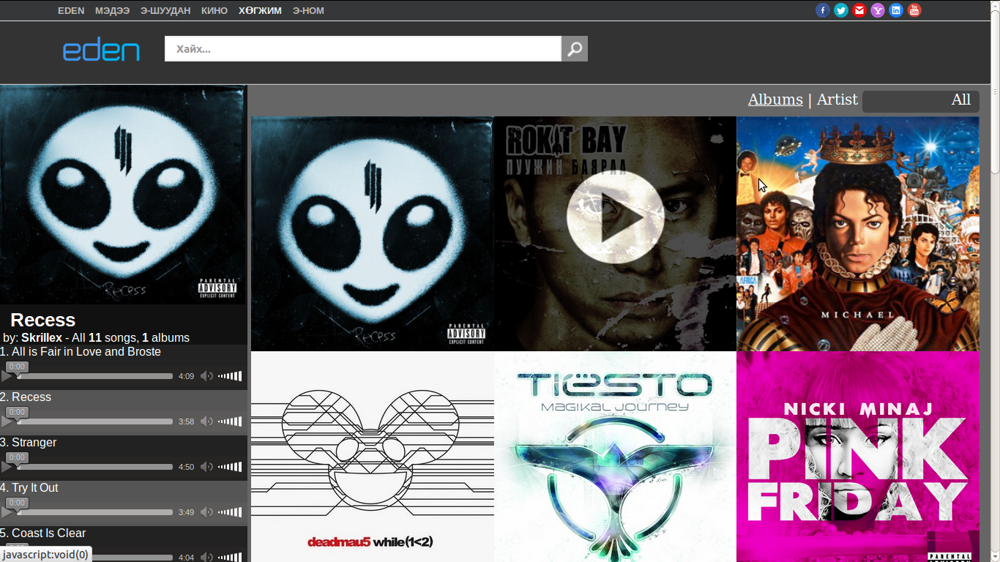 EDEN МЭДЭЭ Э-ШУУДАН КИНО ХӨГЖИМ Э-НОМ
eden
Хайх...
Albums | Artist All
PARENTAL
ADVISORY
EXPLICIT CONTENT
Recess
Recess
by: Skrillex - All 11 songs, 1 albums
1. All is Fair in Love and Broste
0:00
4:09
2. Recess
0:00
3:58
3. Stranger
0:00
4:50
4. Try It Out
0:00
3:49
5. Coast Is Clear
4:04
javascript:void(0)
PARENTAL
ADVISORY
EXPLICIT CONTENT
Recess
ROKIT BAY
ПУУЖИН БАЯРАА
AFRICA
MICHAEL
deadmau5 while(1<2)
TIËSTO
MAGIKAL JOURNEY
NICKI MINAJ
PINK
FRIDAY
PARENTAL
ADVISORY